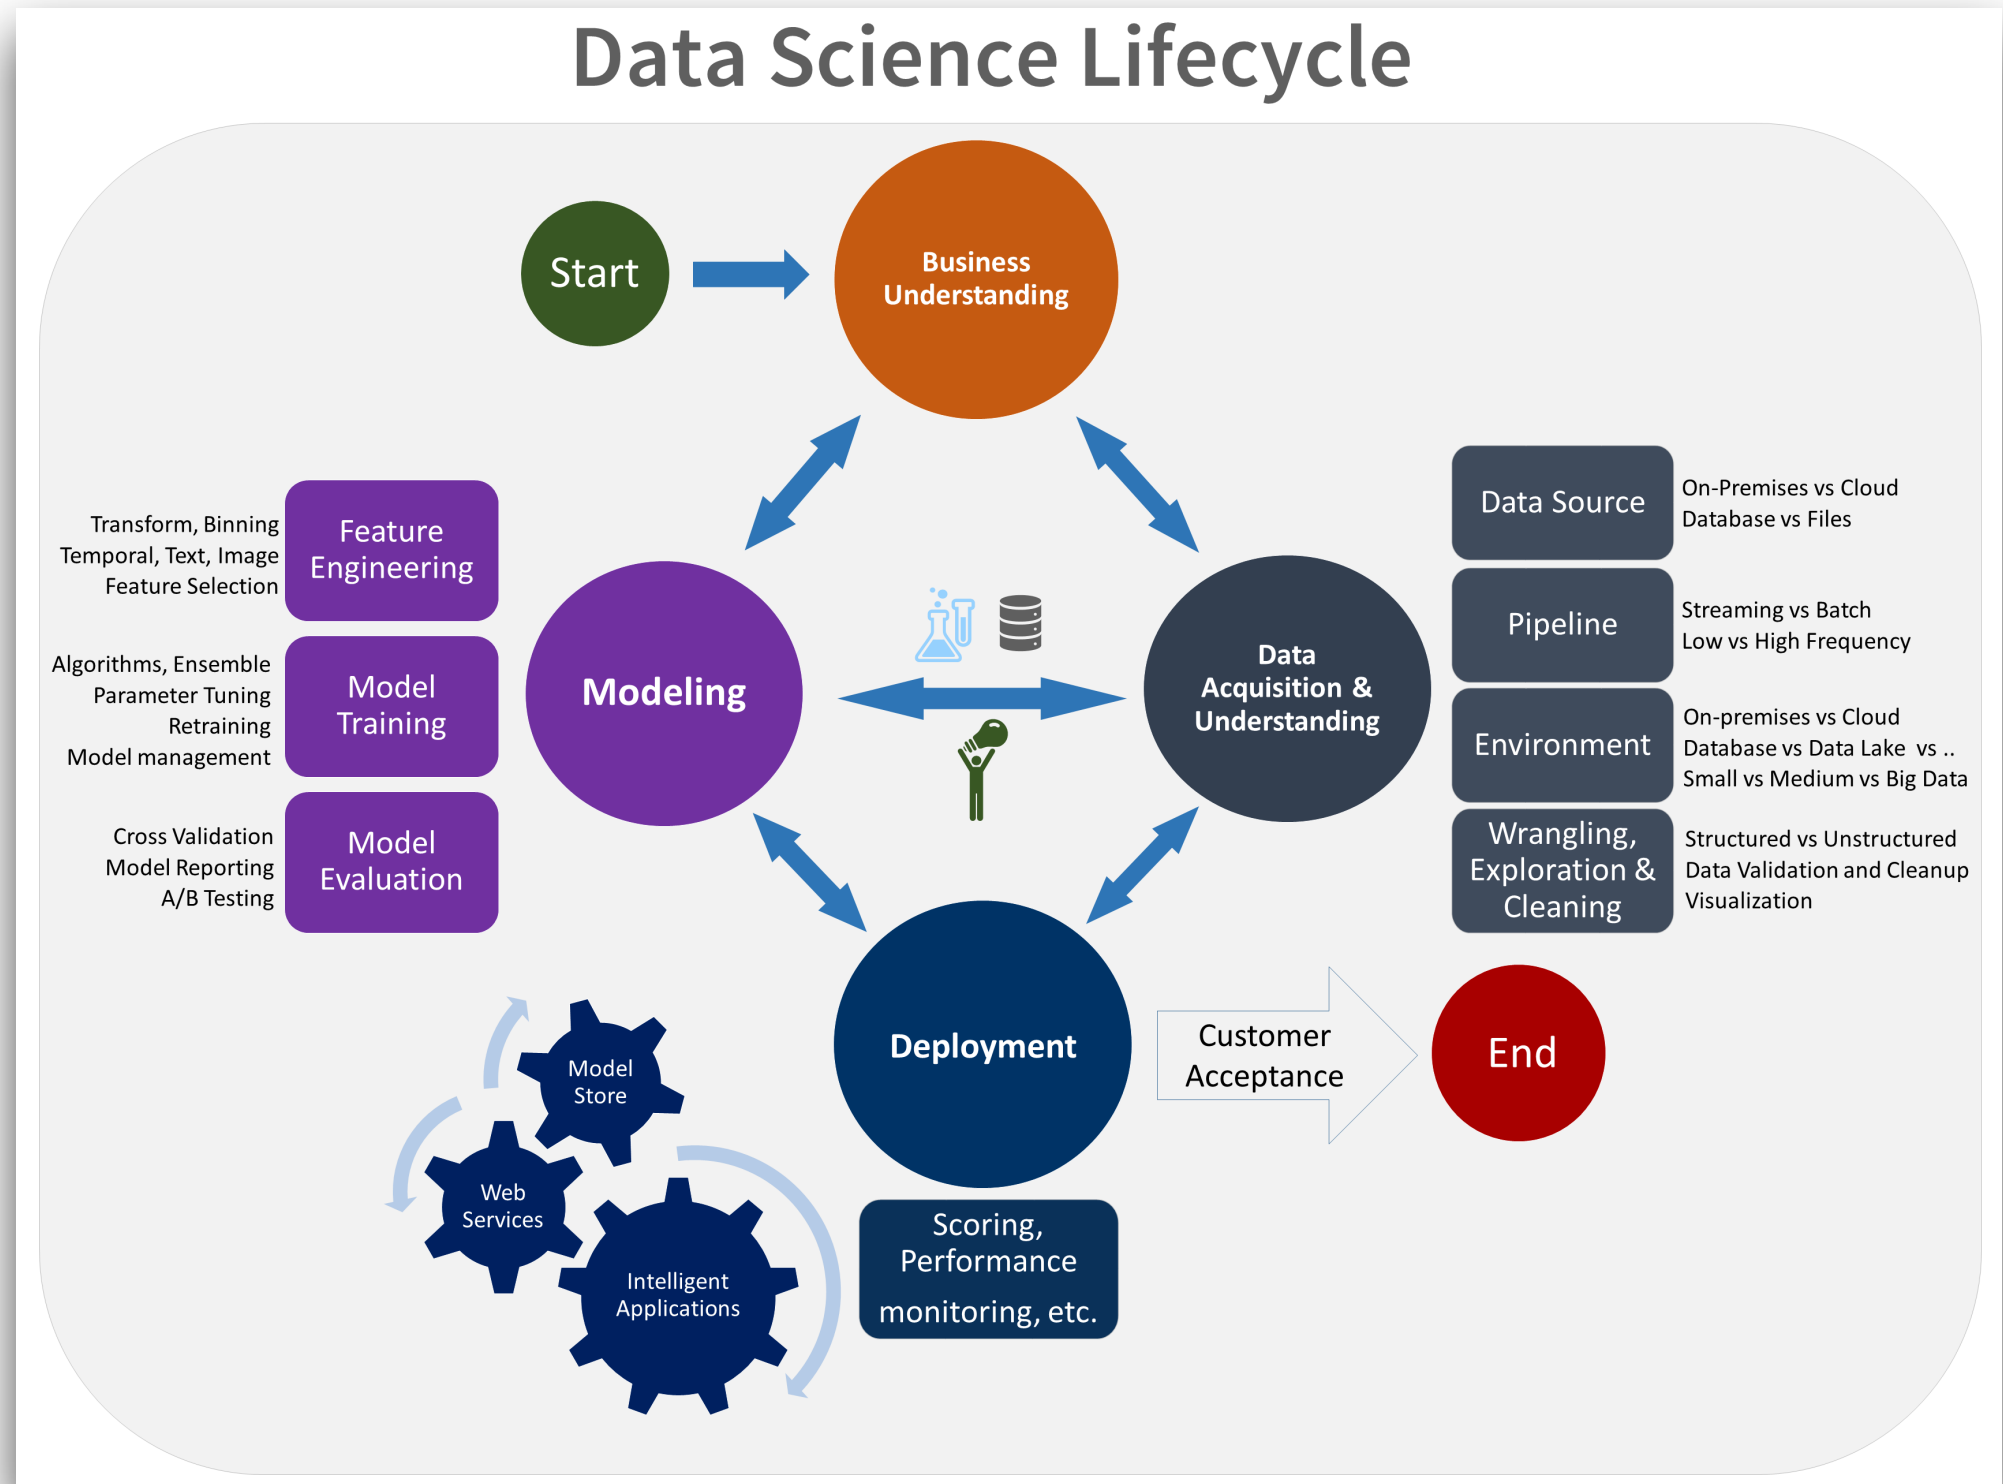 Data Science Lifecycle
Start
Business
Understanding
Transform, Binning
Temporal, Text, Image
Feature Selection
Feature
Engineering
Algorithms, Ensemble
Parameter Tuning
Retraining
Model management
Model
Training
Cross Validation
Model Reporting
A/B Testing
Model
Evaluation
Modeling
Data
Acquisition &
Understanding
Data Source
On-Premises vs Cloud
Database vs Files
Pipeline
Streaming vs Batch
Low vs High Frequency
Environment
On-premises vs Cloud
Database vs Data Lake  vs ..
Small vs Medium vs Big Data
Wrangling,
Exploration &
Cleaning
Structured vs Unstructured
Data Validation and Cleanup
Visualization
Deployment
Customer
Acceptance
End
Model
Store
Web
Services
Intelligent
Applications
Scoring,
Performance
monitoring, etc.